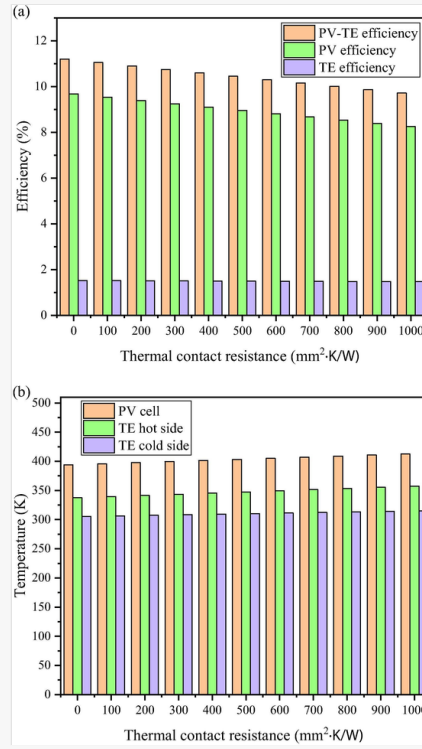 (a)
PV-TE efficiency
PV efficiency
TE efficiency
12
10
8
6
4
2
0
Efficiency (%)
0 100 200 300 400 500 600 700 800 900 1000
Thermal contact resistance (mm²·K/W)
(b)
PV cell
TE hot side
TE cold side
500
450
400
350
300
250
200
150
100
50
0
Temperature (K)
0 100 200 300 400 500 600 700 800 900 1000
Thermal contact resistance (mm²·K/W)